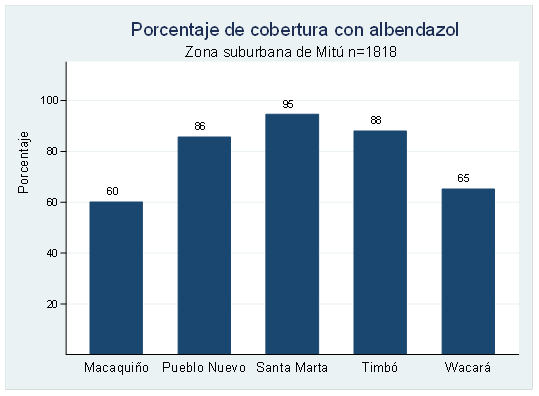 Porcentaje de cobertura con albendazol
Zona suburbana de Mitú n=1818
Porcentaje
100
80
60
40
20
60
86
95
88
65
Macaquiño Pueblo Nuevo Santa Marta Timbó Wacará